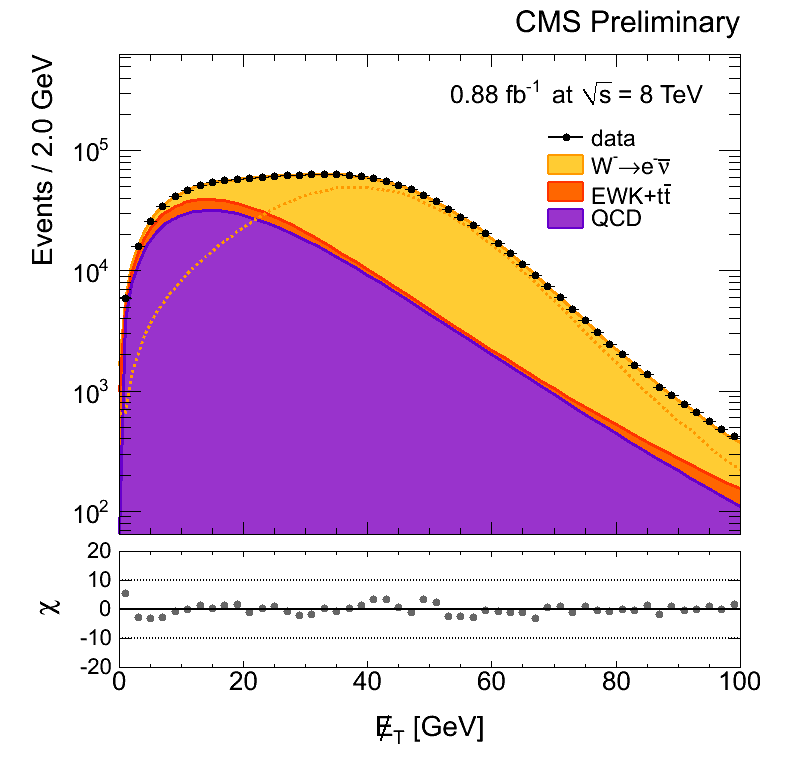 CMS Preliminary
Events / 2.0 GeV
0.88 fb⁻¹ at √s = 8 TeV
data
W⁻→e⁻ν̅
EWK+tt̅
QCD
10⁵
10⁴
10³
10²
χ
20
10
0
-10
-20
0 20 40 60 80 100
E̸_T [GeV]